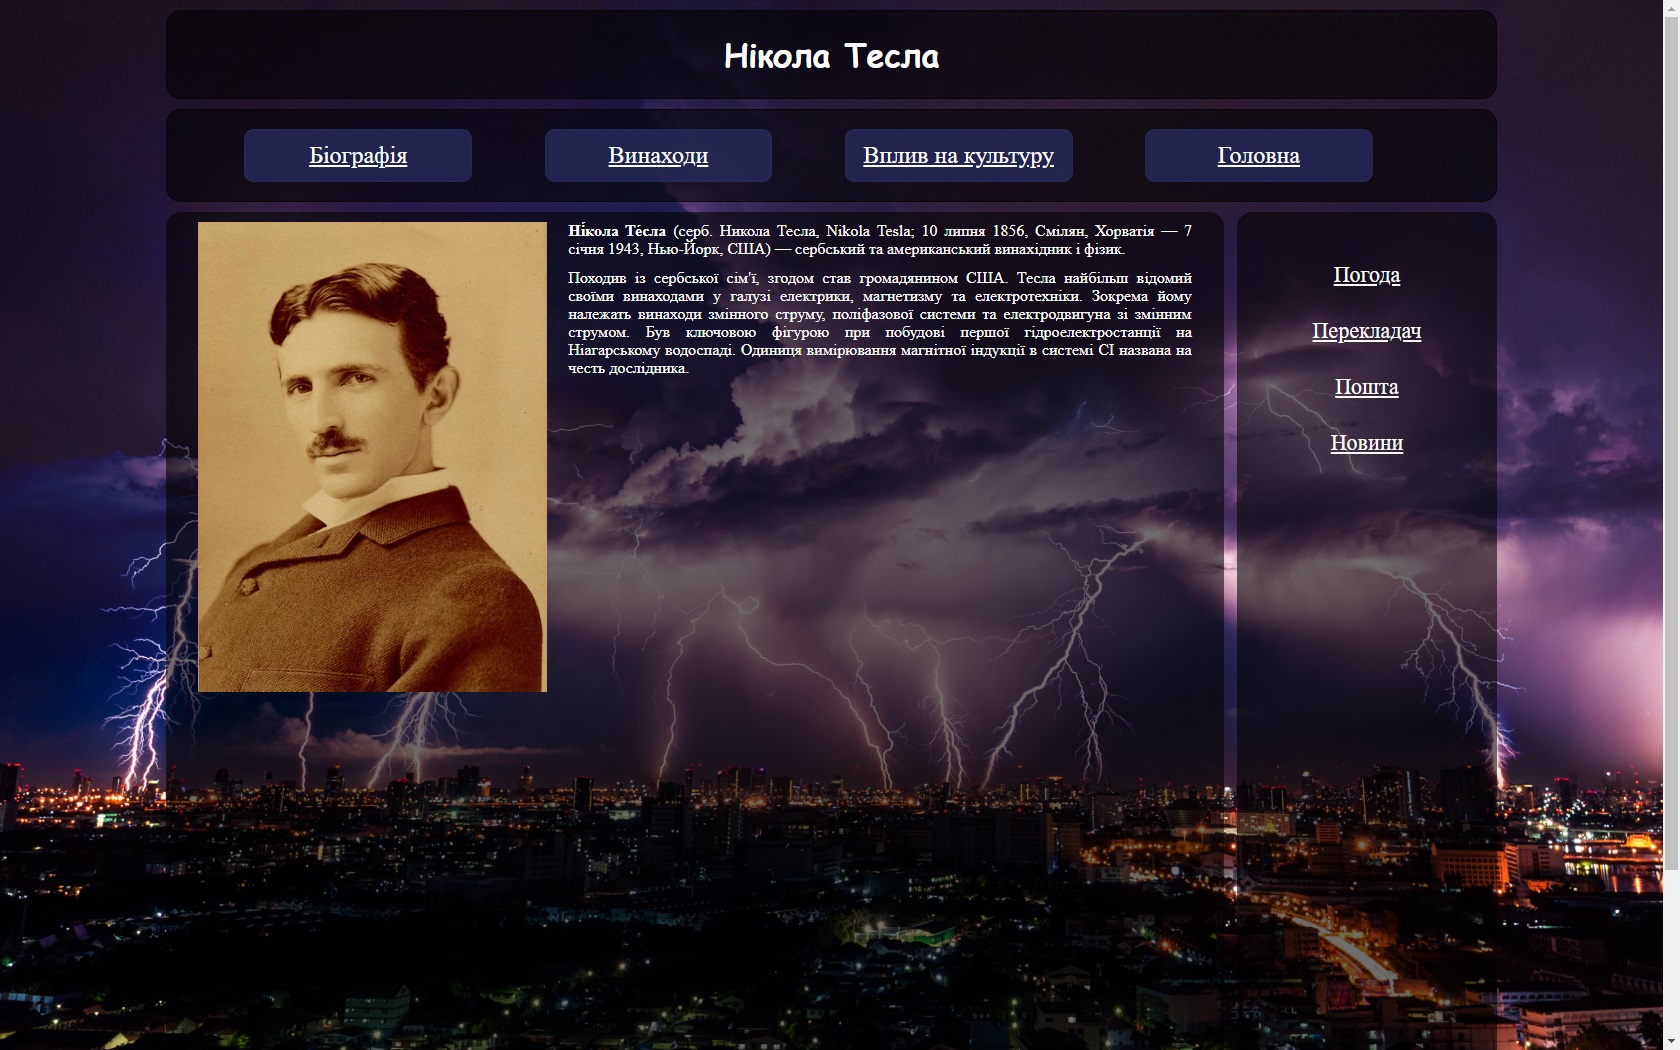 Нікола Тесла
Біографія
Винаходи
Вплив на культуру
Головна
Ні́кола Те́сла (серб. Никола Тесла, Nikola Tesla; 10 липня 1856, Смілян, Хорватія — 7
січня 1943, Нью-Йорк, США) — сербський та американський винахідник і фізик.
Походив із сербської сім'ї, згодом став громадянином США. Тесла найбільш відомий
своїми винаходами у галузі електрики, магнетизму та електротехніки. Зокрема йому
належать винаходи змінного струму, поліфазової системи та електродвигуна зі змінним
струмом. Був ключовою фігурою при побудові першої гідроелектростанції на
Ніагарському водоспаді. Одиниця вимірювання магнітної індукції в системі СІ названа на
честь дослідника.
Погода
Перекладач
Пошта
Новини